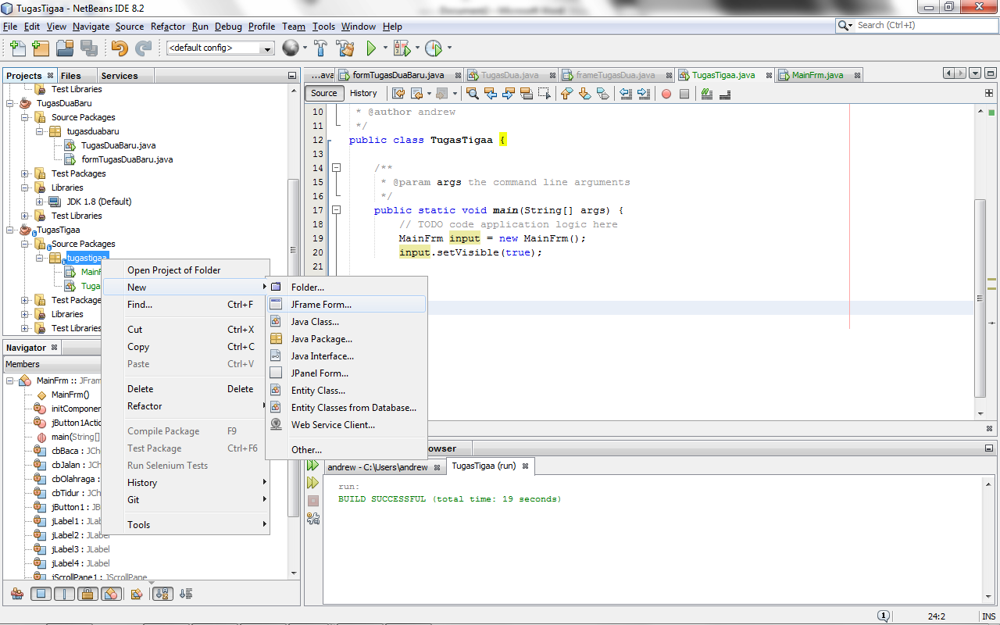 TugasTigaa - NetBeans IDE 8.2
File Edit View Navigate Source Refactor Run Debug Profile Team Tools Window Help
Search (Ctrl+I)
<default config>
Projects Files Services
Test Libraries
TugasDuaBaru
Source Packages
tugasduabaru
TugasDuaBaru.java
formTugasDuaBaru.java
Test Packages
Libraries
JDK 1.8 (Default)
Test Libraries
TugasTigaa
Source Packages
tugastigaa
MainF
Tuga
Test Package
Libraries
Test Libraries
Navigator
Members
MainFrm :: JFram
MainFrm()
initComponen
jButton1Actio
main(String[]
cbBaca : JCh
cbJalan : JCh
cbOlahraga :
cbTidur : JCh
jButton1 : JB
jLabel1 : JLab
jLabel2 : JLabel
jLabel3 : JLabel
jLabel4 : JLabel
jScrollPane1 : JScrollPane
Open Project of Folder
New
Find... Ctrl+F
Cut Ctrl+X
Copy Ctrl+C
Paste Ctrl+V
Delete Delete
Refactor
Compile Package F9
Test Package Ctrl+F6
Run Selenium Tests
History
Git
Tools
Folder...
JFrame Form...
Java Class...
Java Package...
Java Interface...
JPanel Form...
Entity Class...
Entity Classes from Database...
Web Service Client...
Other...
...ava formTugasDuaBaru.java TugasDua.java frameTugasDua.java TugasTigaa.java MainFrm.java
Source History
10 * @author andrew
11 */
12 public class TugasTigaa {
13
14 /**
15 * @param args the command line arguments
16 */
17 public static void main(String[] args) {
18 // TODO code application logic here
19 MainFrm input = new MainFrm();
20 input.setVisible(true);
21
owser
andrew - C:\Users\andrew TugasTigaa (run)
run:
BUILD SUCCESSFUL (total time: 19 seconds)
1 24:2 INS